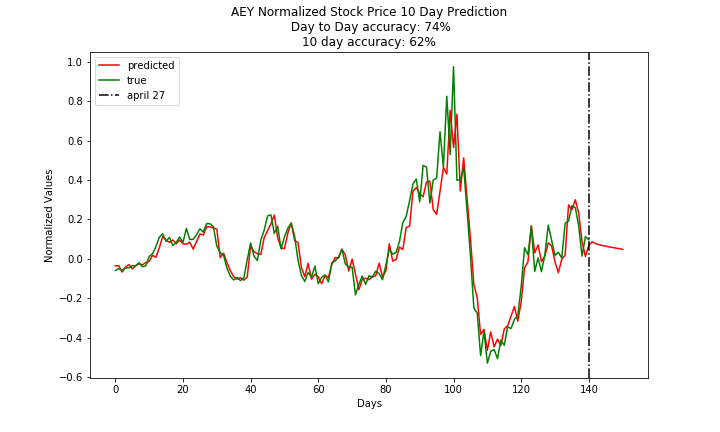 AEY Normalized Stock Price 10 Day Prediction
Day to Day accuracy: 74%
10 day accuracy: 62%
predicted
true
april 27
1.0
0.8
0.6
0.4
0.2
0.0
−0.2
−0.4
−0.6
Normalized Values
0 20 40 60 80 100 120 140
Days